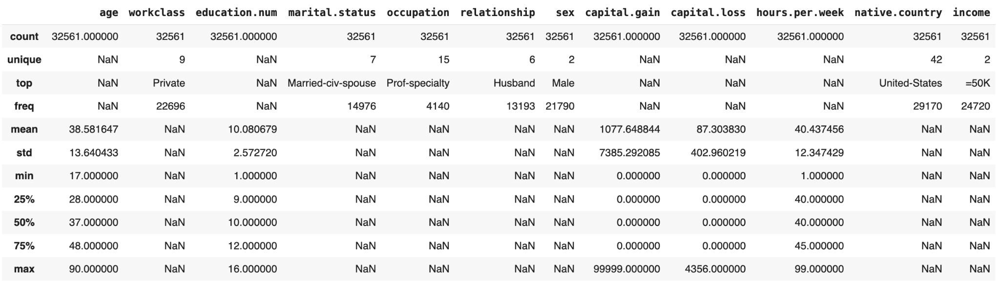 age workclass education.num marital.status occupation relationship sex capital.gain capital.loss hours.per.week native.country income
count 32561.000000 32561 32561.000000 32561 32561 32561 32561 32561.000000 32561.000000 32561.000000 32561 32561
unique NaN 9 NaN 7 15 6 2 NaN NaN NaN 42 2
top NaN Private NaN Married-civ-spouse Prof-specialty Husband Male NaN NaN NaN United-States =50K
freq NaN 22696 NaN 14976 4140 13193 21790 NaN NaN NaN 29170 24720
mean 38.581647 NaN 10.080679 NaN NaN NaN NaN 1077.648844 87.303830 40.437456 NaN NaN
std 13.640433 NaN 2.572720 NaN NaN NaN NaN 7385.292085 402.960219 12.347429 NaN NaN
min 17.000000 NaN 1.000000 NaN NaN NaN NaN 0.000000 0.000000 1.000000 NaN NaN
25% 28.000000 NaN 9.000000 NaN NaN NaN NaN 0.000000 0.000000 40.000000 NaN NaN
50% 37.000000 NaN 10.000000 NaN NaN NaN NaN 0.000000 0.000000 40.000000 NaN NaN
75% 48.000000 NaN 12.000000 NaN NaN NaN NaN 0.000000 0.000000 45.000000 NaN NaN
max 90.000000 NaN 16.000000 NaN NaN NaN NaN 99999.000000 4356.000000 99.000000 NaN NaN